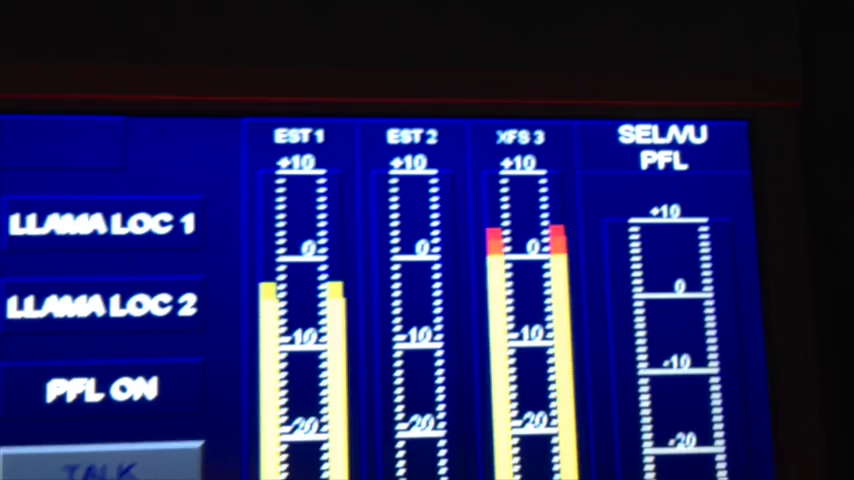 EST 1
EST 2
XFS 3
SEL/VU
PFL
+10
+10
+10
+10
LLAMA LOC 1
0
0
0
0
LLAMA LOC 2
-10
-10
-10
-10
PFL ON
-20
-20
-20
-20
TALK